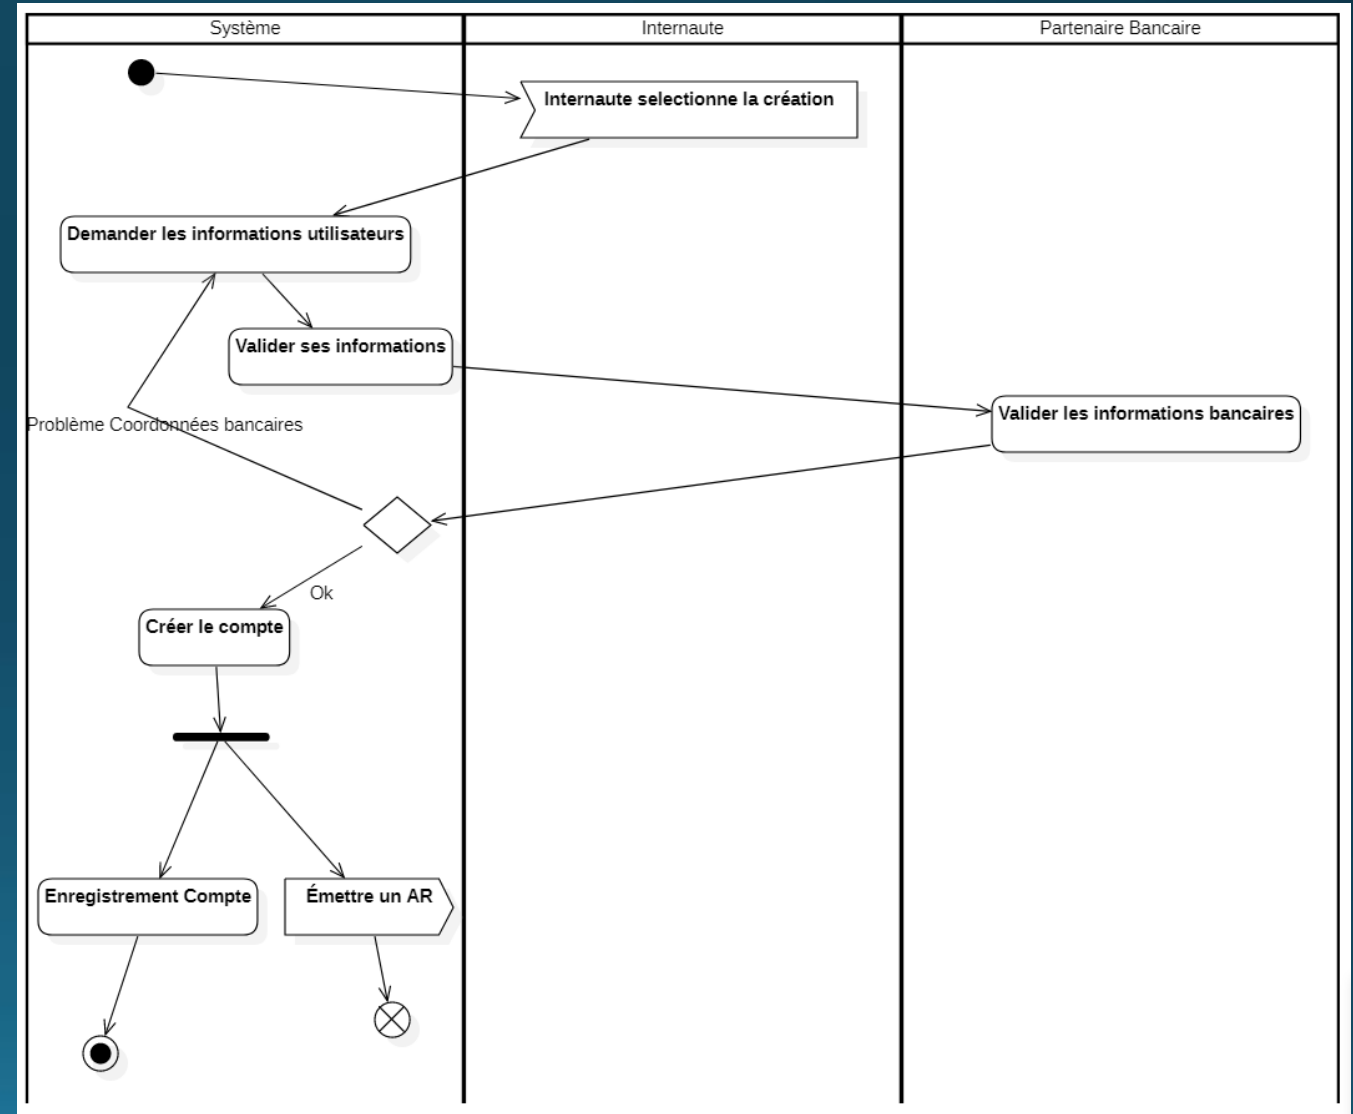 Système
Internaute
Partenaire Bancaire
Internaute selectionne la création
Demander les informations utilisateurs
Valider ses informations
Valider les informations bancaires
Problème Coordonnées bancaires
Ok
Créer le compte
Enregistrement Compte
Émettre un AR